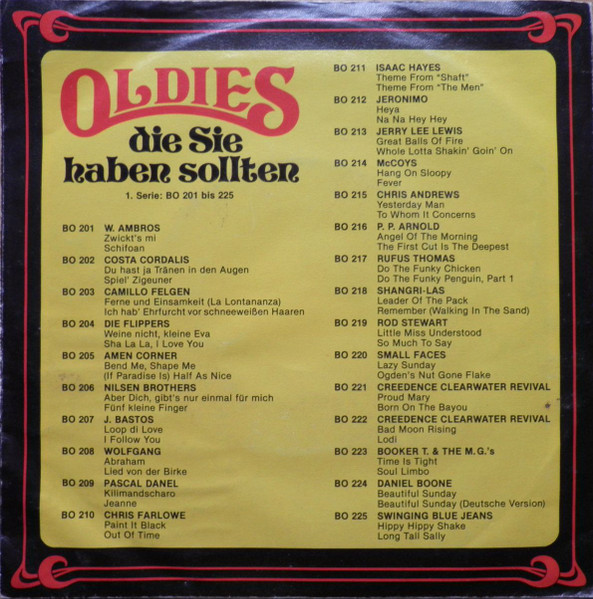 OLDIES
die Sie
haben sollten
1. Serie: BO 201 bis 225
BO 201 W. AMBROS
Zwickt's mi
Schifoan
BO 202 COSTA CORDALIS
Du hast ja Tränen in den Augen
Spiel' Zigeuner
BO 203 CAMILLO FELGEN
Ferne und Einsamkeit (La Lontananza)
Ich hab' Ehrfurcht vor schneeweißen Haaren
BO 204 DIE FLIPPERS
Weine nicht, kleine Eva
Sha La La, I Love You
BO 205 AMEN CORNER
Bend Me, Shape Me
(If Paradise Is) Half As Nice
BO 206 NILSEN BROTHERS
Aber Dich, gibt's nur einmal für mich
Fünf kleine Finger
BO 207 J. BASTOS
Loop di Love
I Follow You
BO 208 WOLFGANG
Abraham
Lied von der Birke
BO 209 PASCAL DANEL
Kilimandscharo
Jeanne
BO 210 CHRIS FARLOWE
Paint It Black
Out Of Time
BO 211 ISAAC HAYES
Theme From "Shaft"
Theme From "The Men"
BO 212 JERONIMO
Heya
Na Na Hey Hey
BO 213 JERRY LEE LEWIS
Great Balls Of Fire
Whole Lotta Shakin' Goin' On
BO 214 McCOYS
Hang On Sloopy
Fever
BO 215 CHRIS ANDREWS
Yesterday Man
To Whom It Concerns
BO 216 P. P. ARNOLD
Angel Of The Morning
The First Cut Is The Deepest
BO 217 RUFUS THOMAS
Do The Funky Chicken
Do The Funky Penguin, Part 1
BO 218 SHANGRI-LAS
Leader Of The Pack
Remember (Walking In The Sand)
BO 219 ROD STEWART
Little Miss Understood
So Much To Say
BO 220 SMALL FACES
Lazy Sunday
Ogden's Nut Gone Flake
BO 221 CREEDENCE CLEARWATER REVIVAL
Proud Mary
Born On The Bayou
BO 222 CREEDENCE CLEARWATER REVIVAL
Bad Moon Rising
Lodi
BO 223 BOOKER T. & THE M.G.'s
Time Is Tight
Soul Limbo
BO 224 DANIEL BOONE
Beautiful Sunday
Beautiful Sunday (Deutsche Version)
BO 225 SWINGING BLUE JEANS
Hippy Hippy Shake
Long Tall Sally